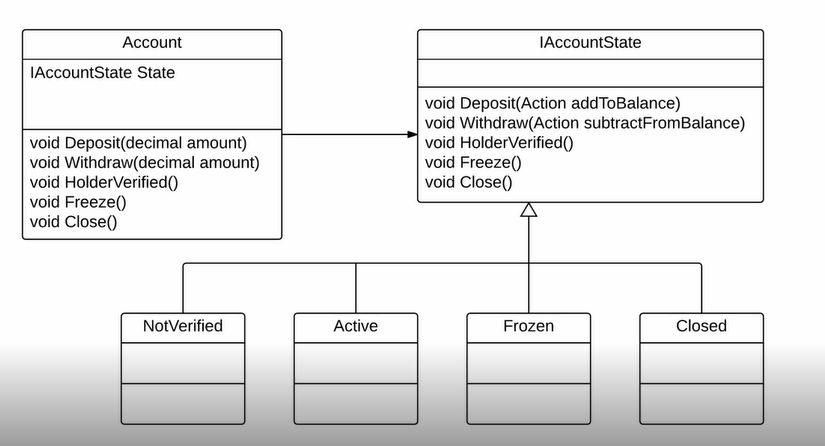 Account
IAccountState State
void Deposit(decimal amount)
void Withdraw(decimal amount)
void HolderVerified()
void Freeze()
void Close()
IAccountState
void Deposit(Action addToBalance)
void Withdraw(Action subtractFromBalance)
void HolderVerified()
void Freeze()
void Close()
NotVerified
Active
Frozen
Closed